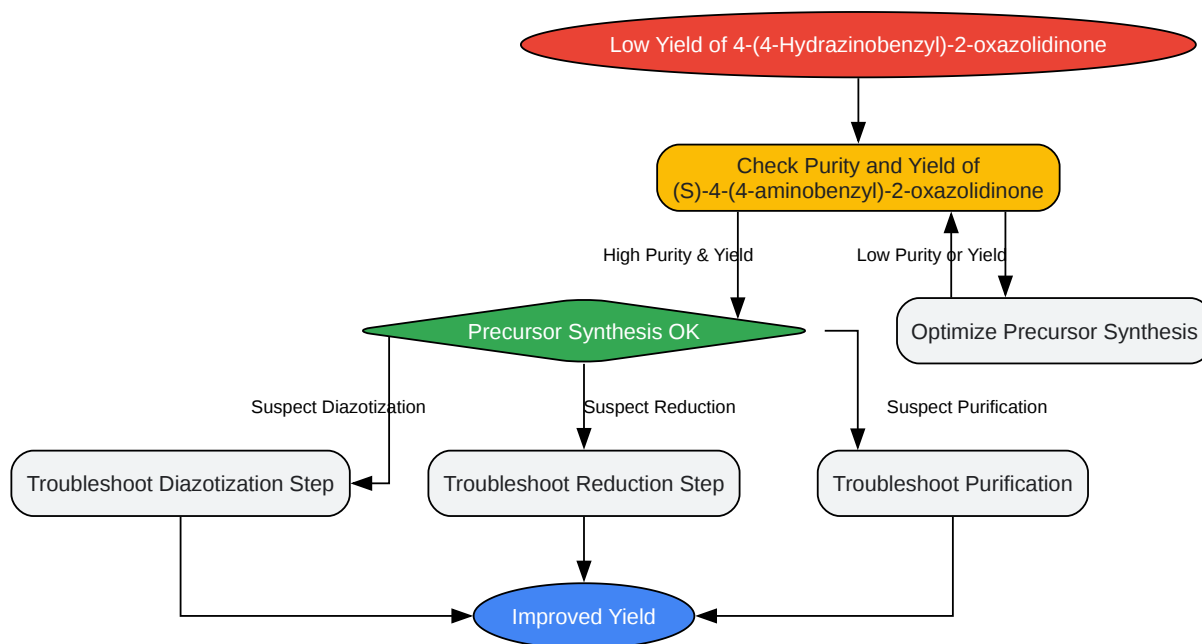 Low Yield of 4-(4-Hydrazinobenzyl)-2-oxazolidinone
Check Purity and Yield of
(S)-4-(4-aminobenzyl)-2-oxazolidinone
High Purity & Yield
Low Purity or Yield
Precursor Synthesis OK
Optimize Precursor Synthesis
Suspect Diazotization
Suspect Reduction
Suspect Purification
Troubleshoot Diazotization Step
Troubleshoot Reduction Step
Troubleshoot Purification
Improved Yield